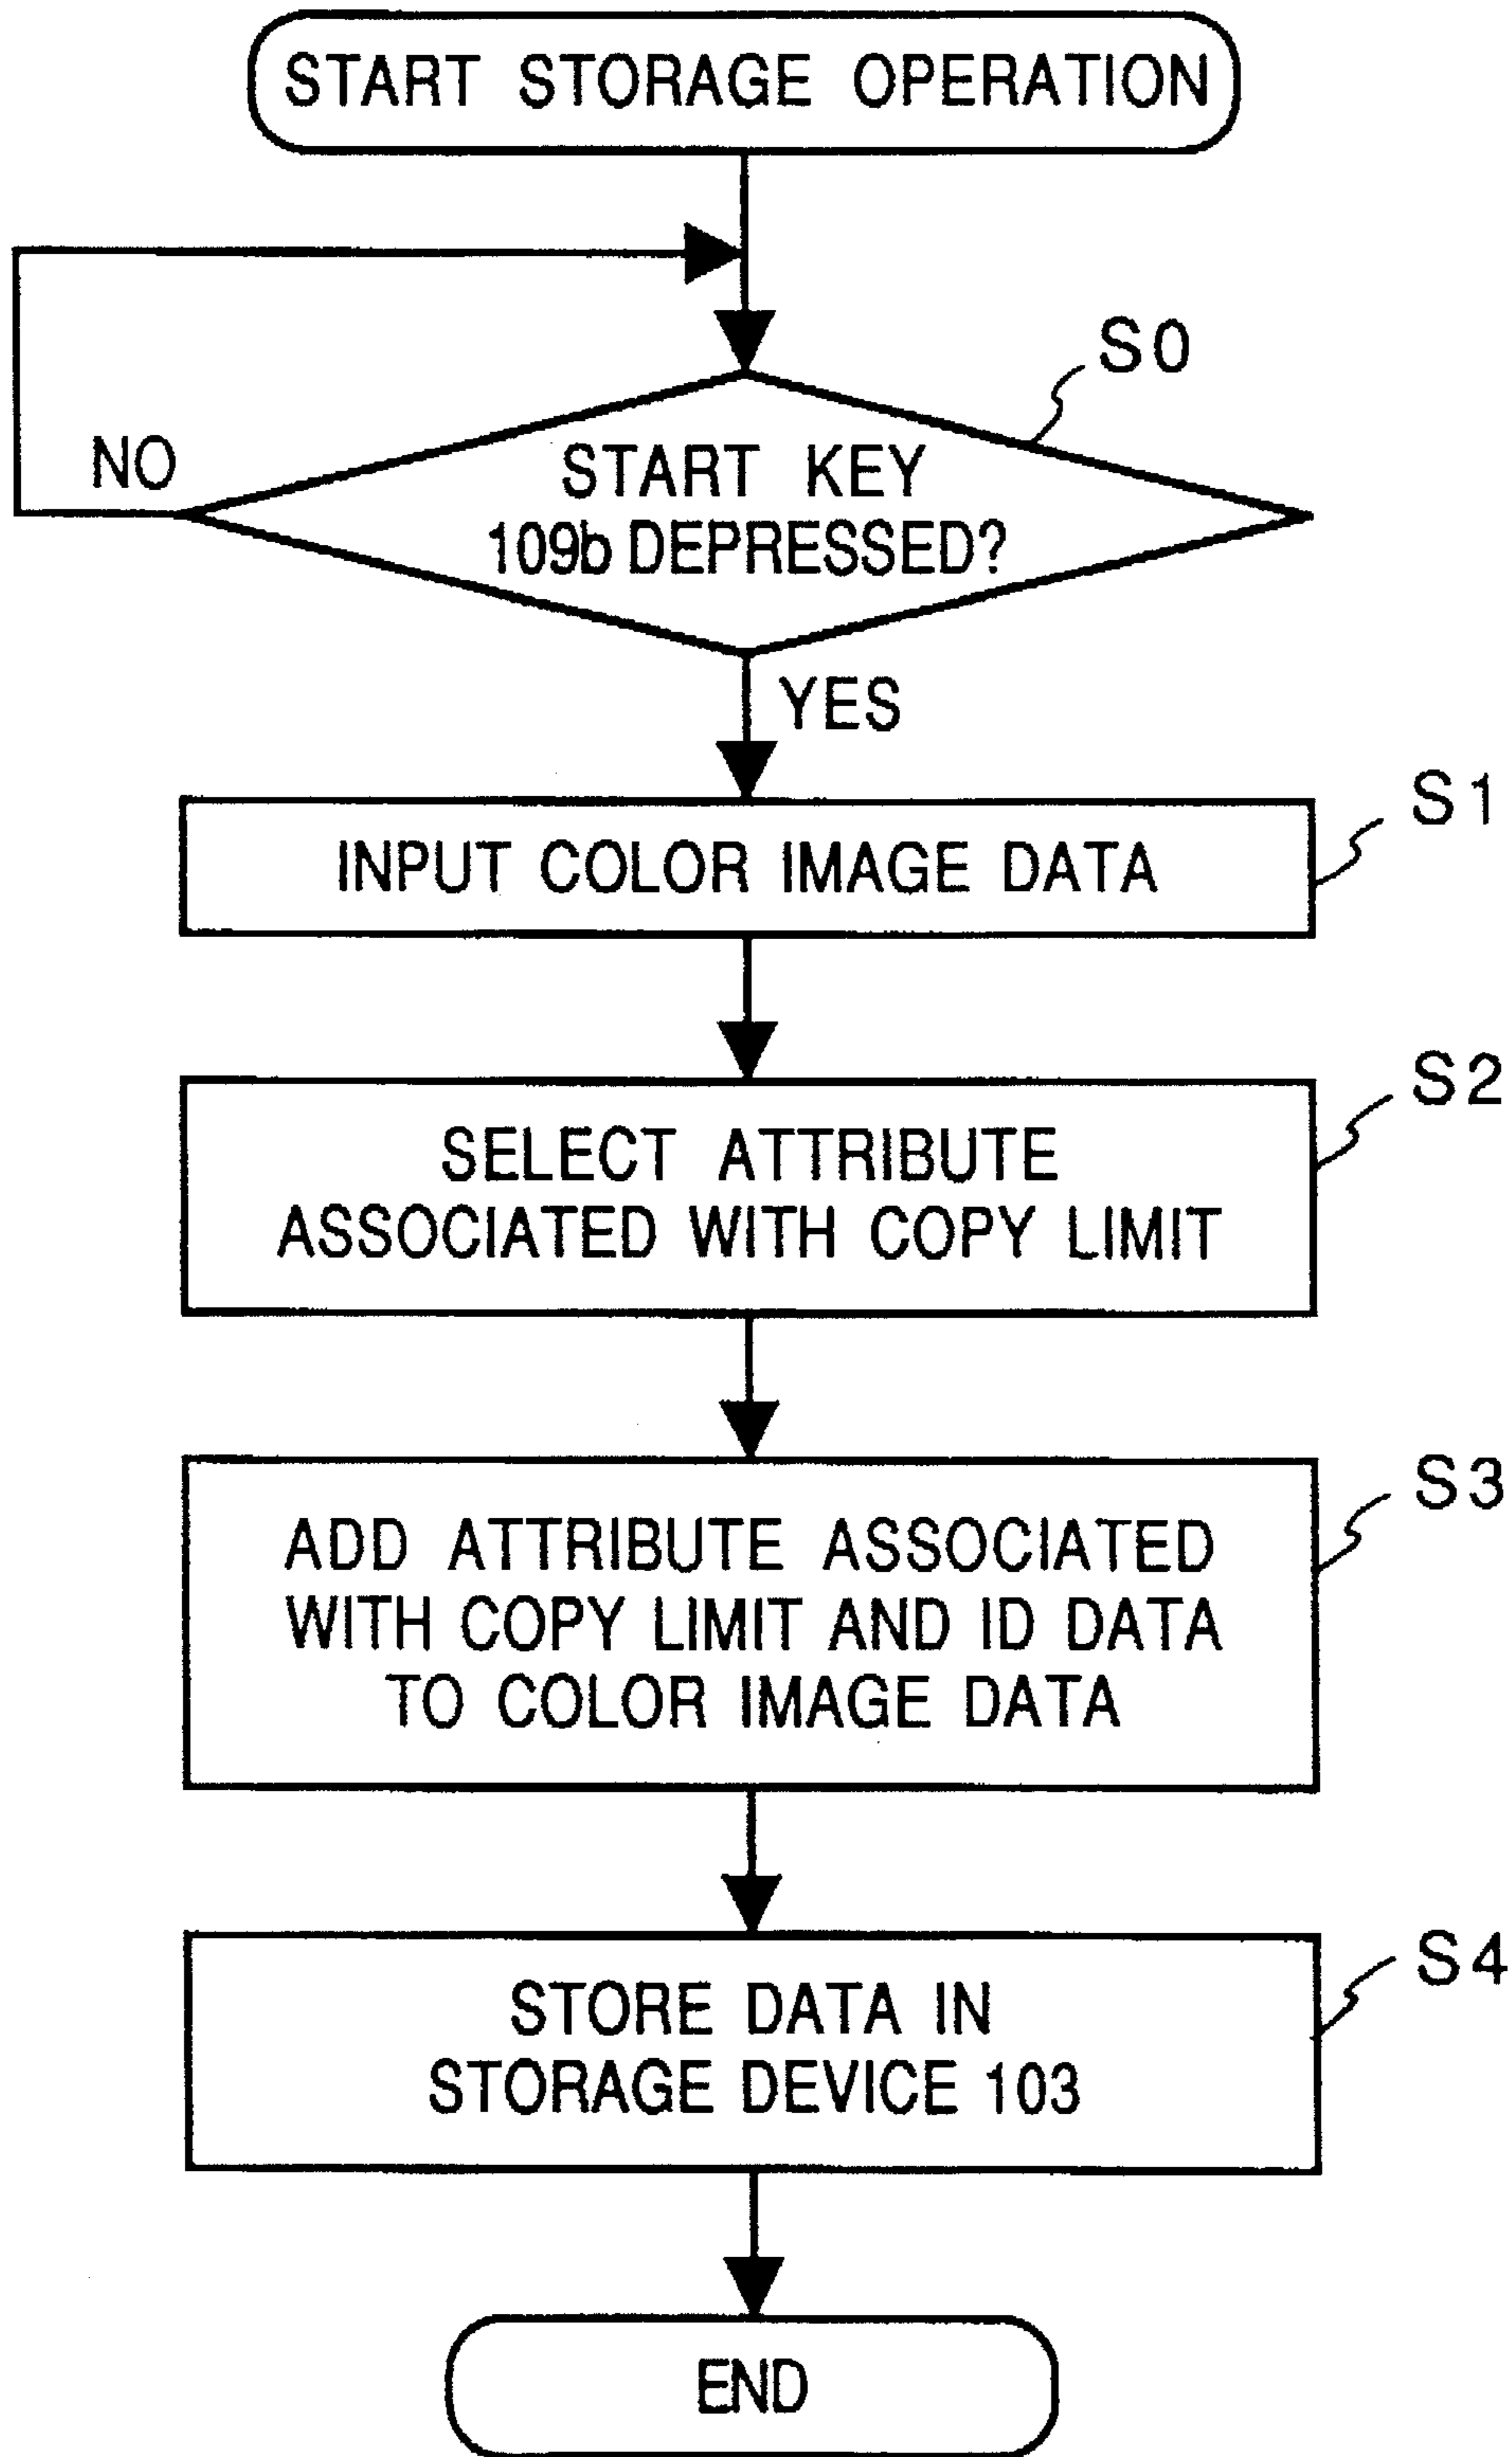 START STORAGE OPERATION
S0
NO
START KEY
109b DEPRESSED?
YES
S1
INPUT COLOR IMAGE DATA
S2
SELECT ATTRIBUTE
ASSOCIATED WITH COPY LIMIT
S3
ADD ATTRIBUTE ASSOCIATED
WITH COPY LIMIT AND ID DATA
TO COLOR IMAGE DATA
S4
STORE DATA IN
STORAGE DEVICE 103
END